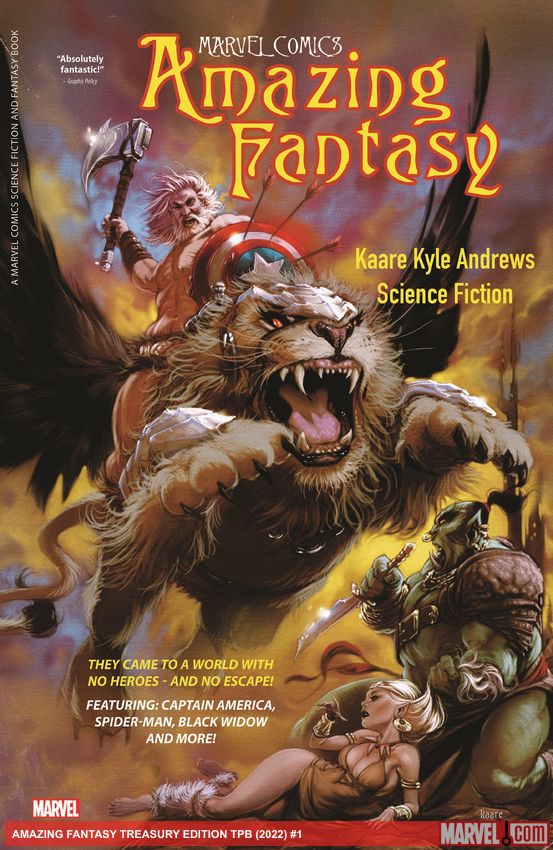 A MARVEL COMICS SCIENCE FICTION AND FANTASY BOOK
"Absolutely
fantastic!"
– Graphic Policy
MARVEL COMICS
Amazing
Fantasy
Kaare Kyle Andrews
Science Fiction
THEY CAME TO A WORLD WITH
NO HEROES - AND NO ESCAPE!
FEATURING: CAPTAIN AMERICA,
SPIDER-MAN, BLACK WIDOW
AND MORE!
Kaare
MARVEL
AMAZING FANTASY TREASURY EDITION TPB (2022) #1
MARVEL.com